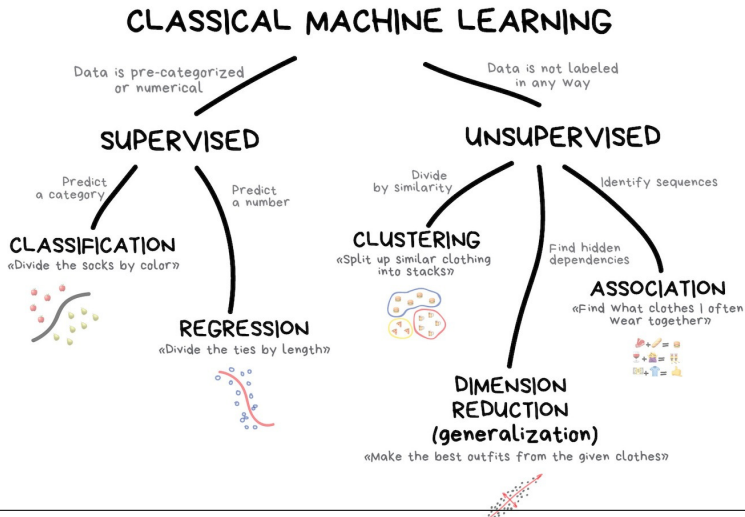 CLASSICAL MACHINE LEARNING
Data is pre-categorized
or numerical
Data is not labeled
in any way
SUPERVISED
UNSUPERVISED
Predict
a category
Predict
a number
Divide
by similarity
Identify sequences
CLASSIFICATION
«Divide the socks by color»
CLUSTERING
«Split up similar clothing
into stacks»
Find hidden
dependencies
ASSOCIATION
«Find what clothes I often
wear together»
REGRESSION
«Divide the ties by length»
DIMENSION
REDUCTION
(generalization)
«Make the best outfits from the given clothes»